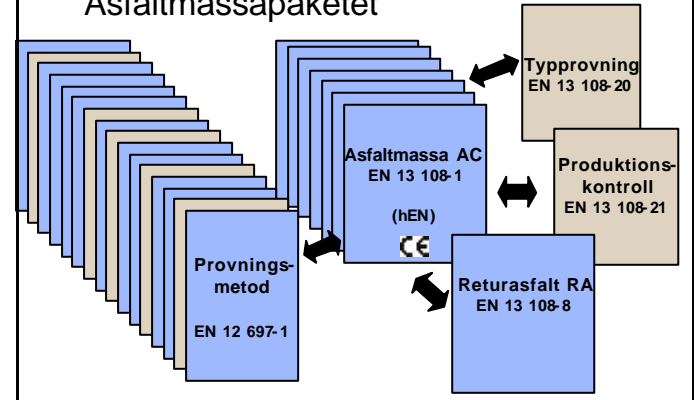 Asfaltmassapaketet
Typprovning
EN 13 108-20
Asfaltmassa AC
EN 13 108-1
(hEN)
CE
Produktions-
kontroll
EN 13 108-21
Provnings-
metod
EN 12 697-1
Returasfalt RA
EN 13 108-8